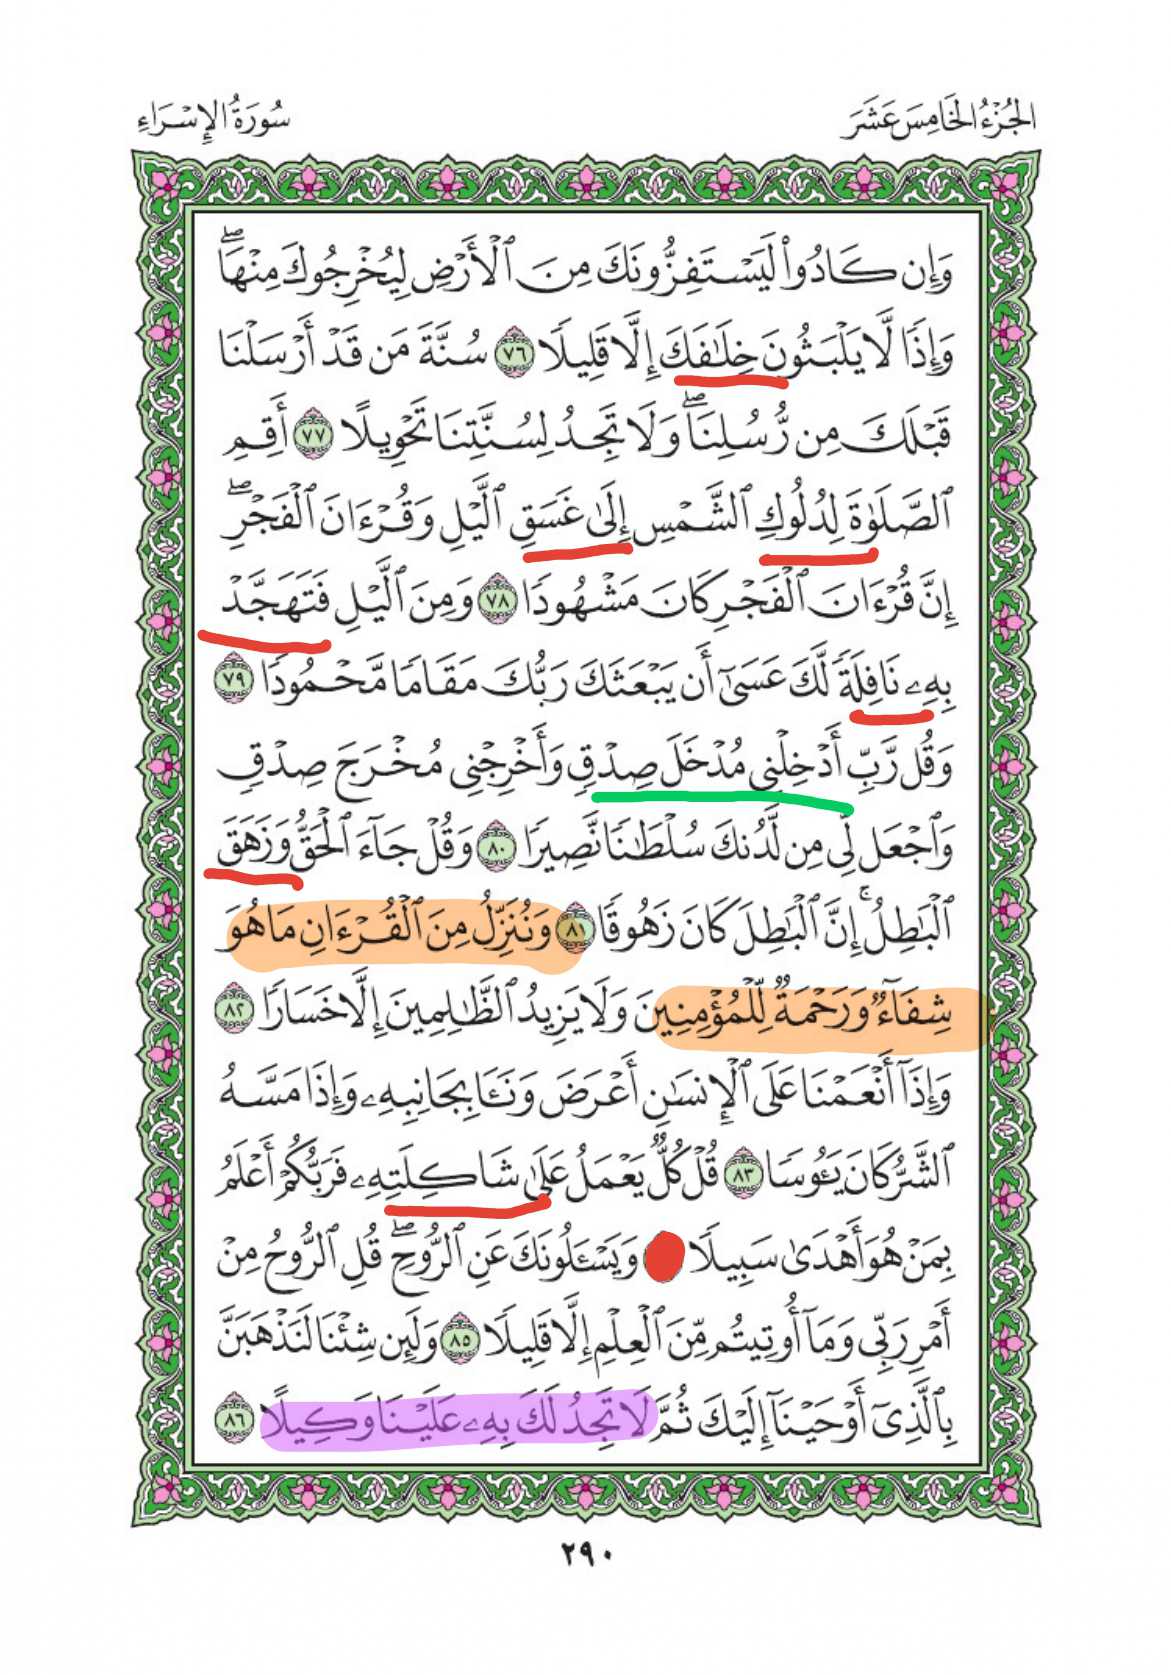 الجُزْءُ الخَامِسَ عَشَرَ
سُورَةُ الإِسْرَاءِ
وَإِن كَادُوا۟ لَيَسْتَفِزُّونَكَ مِنَ ٱلْأَرْضِ لِيُخْرِجُوكَ مِنْهَا ۖ
وَإِذًا لَّا يَلْبَثُونَ خِلَٰفَكَ إِلَّا قَلِيلًا ٧٦ سُنَّةَ مَن قَدْ أَرْسَلْنَا
قَبْلَكَ مِن رُّسُلِنَا ۖ وَلَا تَجِدُ لِسُنَّتِنَا تَحْوِيلًا ٧٧ أَقِمِ
ٱلصَّلَوٰةَ لِدُلُوكِ ٱلشَّمْسِ إِلَىٰ غَسَقِ ٱلَّيْلِ وَقُرْءَانَ ٱلْفَجْرِ ۖ
إِنَّ قُرْءَانَ ٱلْفَجْرِ كَانَ مَشْهُودًا ٧٨ وَمِنَ ٱلَّيْلِ فَتَهَجَّدْ
بِهِۦ نَافِلَةً لَّكَ عَسَىٰٓ أَن يَبْعَثَكَ رَبُّكَ مَقَامًا مَّحْمُودًا ٧٩
وَقُل رَّبِّ أَدْخِلْنِى مُدْخَلَ صِدْقٍ وَأَخْرِجْنِى مُخْرَجَ صِدْقٍ
وَٱجْعَل لِّى مِن لَّدُنكَ سُلْطَٰنًا نَّصِيرًا ٨٠ وَقُلْ جَآءَ ٱلْحَقُّ وَزَهَقَ
ٱلْبَٰطِلُ ۚ إِنَّ ٱلْبَٰطِلَ كَانَ زَهُوقًا ٨١ وَنُنَزِّلُ مِنَ ٱلْقُرْءَانِ مَا هُوَ
شِفَآءٌ وَرَحْمَةٌ لِّلْمُؤْمِنِينَ وَلَا يَزِيدُ ٱلظَّٰلِمِينَ إِلَّا خَسَارًا ٨٢
وَإِذَآ أَنْعَمْنَا عَلَى ٱلْإِنسَٰنِ أَعْرَضَ وَنَـَٔا بِجَانِبِهِۦ وَإِذَا مَسَّهُ
ٱلشَّرُّ كَانَ يَـُٔوسًا ٨٣ قُلْ كُلٌّ يَعْمَلُ عَلَىٰ شَاكِلَتِهِۦ فَرَبُّكُمْ أَعْلَمُ
بِمَنْ هُوَ أَهْدَىٰ سَبِيلًا وَيَسْـَٔلُونَكَ عَنِ ٱلرُّوحِ ۖ قُلِ ٱلرُّوحُ مِنْ
أَمْرِ رَبِّى وَمَآ أُوتِيتُم مِّنَ ٱلْعِلْمِ إِلَّا قَلِيلًا ٨٥ وَلَئِن شِئْنَا لَنَذْهَبَنَّ
بِٱلَّذِىٓ أَوْحَيْنَآ إِلَيْكَ ثُمَّ لَا تَجِدُ لَكَ بِهِۦ عَلَيْنَا وَكِيلًا ٨٦
٢٩٠